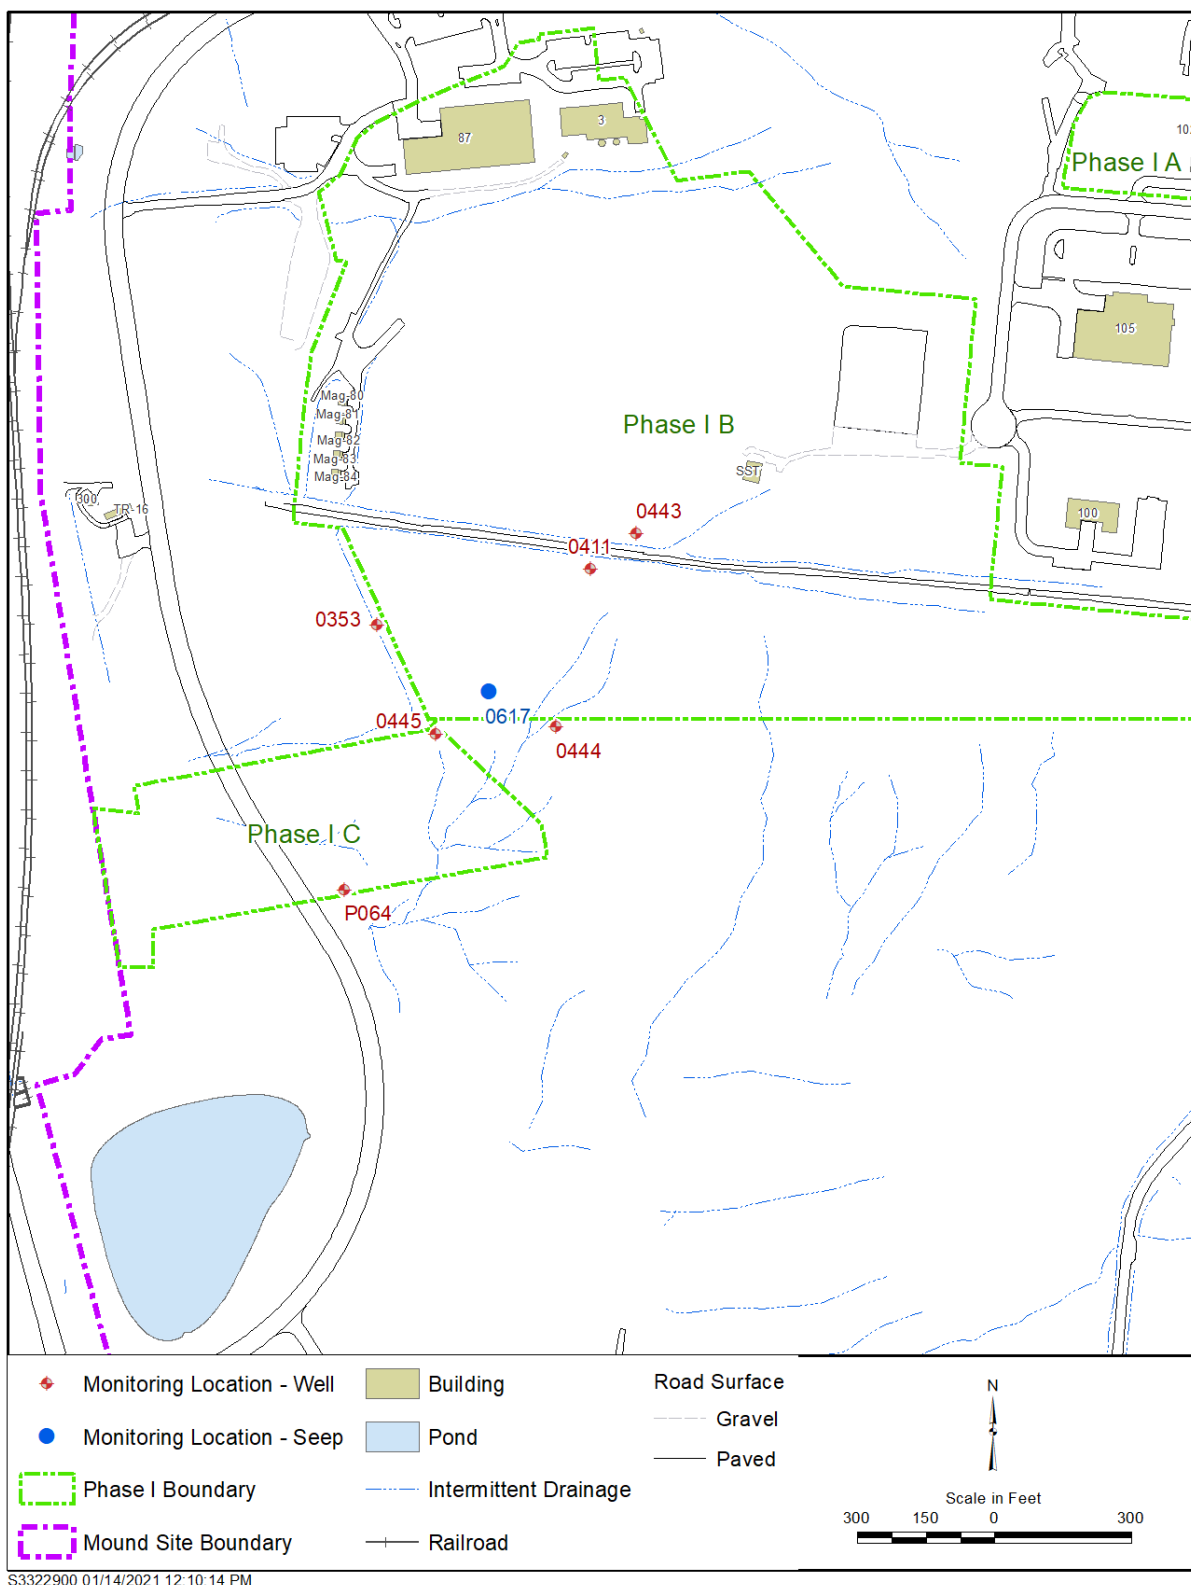 87
3
Phase I A
105
Mag-80
Mag-81
Mag-82
Mag-83
Mag-84
Phase I B
SST
300
TR-16
100
0443
0411
0353
0617
0445
0444
Phase I C
P064
Monitoring Location - Well
Monitoring Location - Seep
Phase I Boundary
Mound Site Boundary
Building
Pond
Intermittent Drainage
Railroad
Road Surface
Gravel
Paved
N
Scale in Feet
300 150 0 300
S3322900 01/14/2021 12:10:14 PM